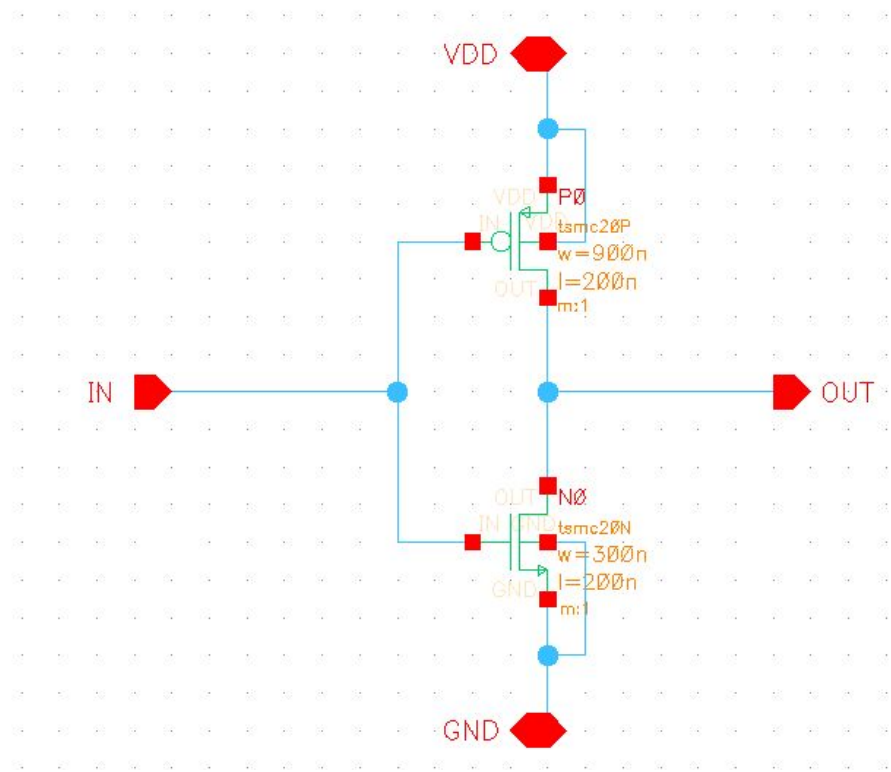 VDD
VDD
P0
IN
VDD
tsmc20P
w=900n
OUT
l=200n
m:1
IN
OUT
OUT
N0
IN
GND
tsmc20N
w=300n
GND
l=200n
m:1
GND